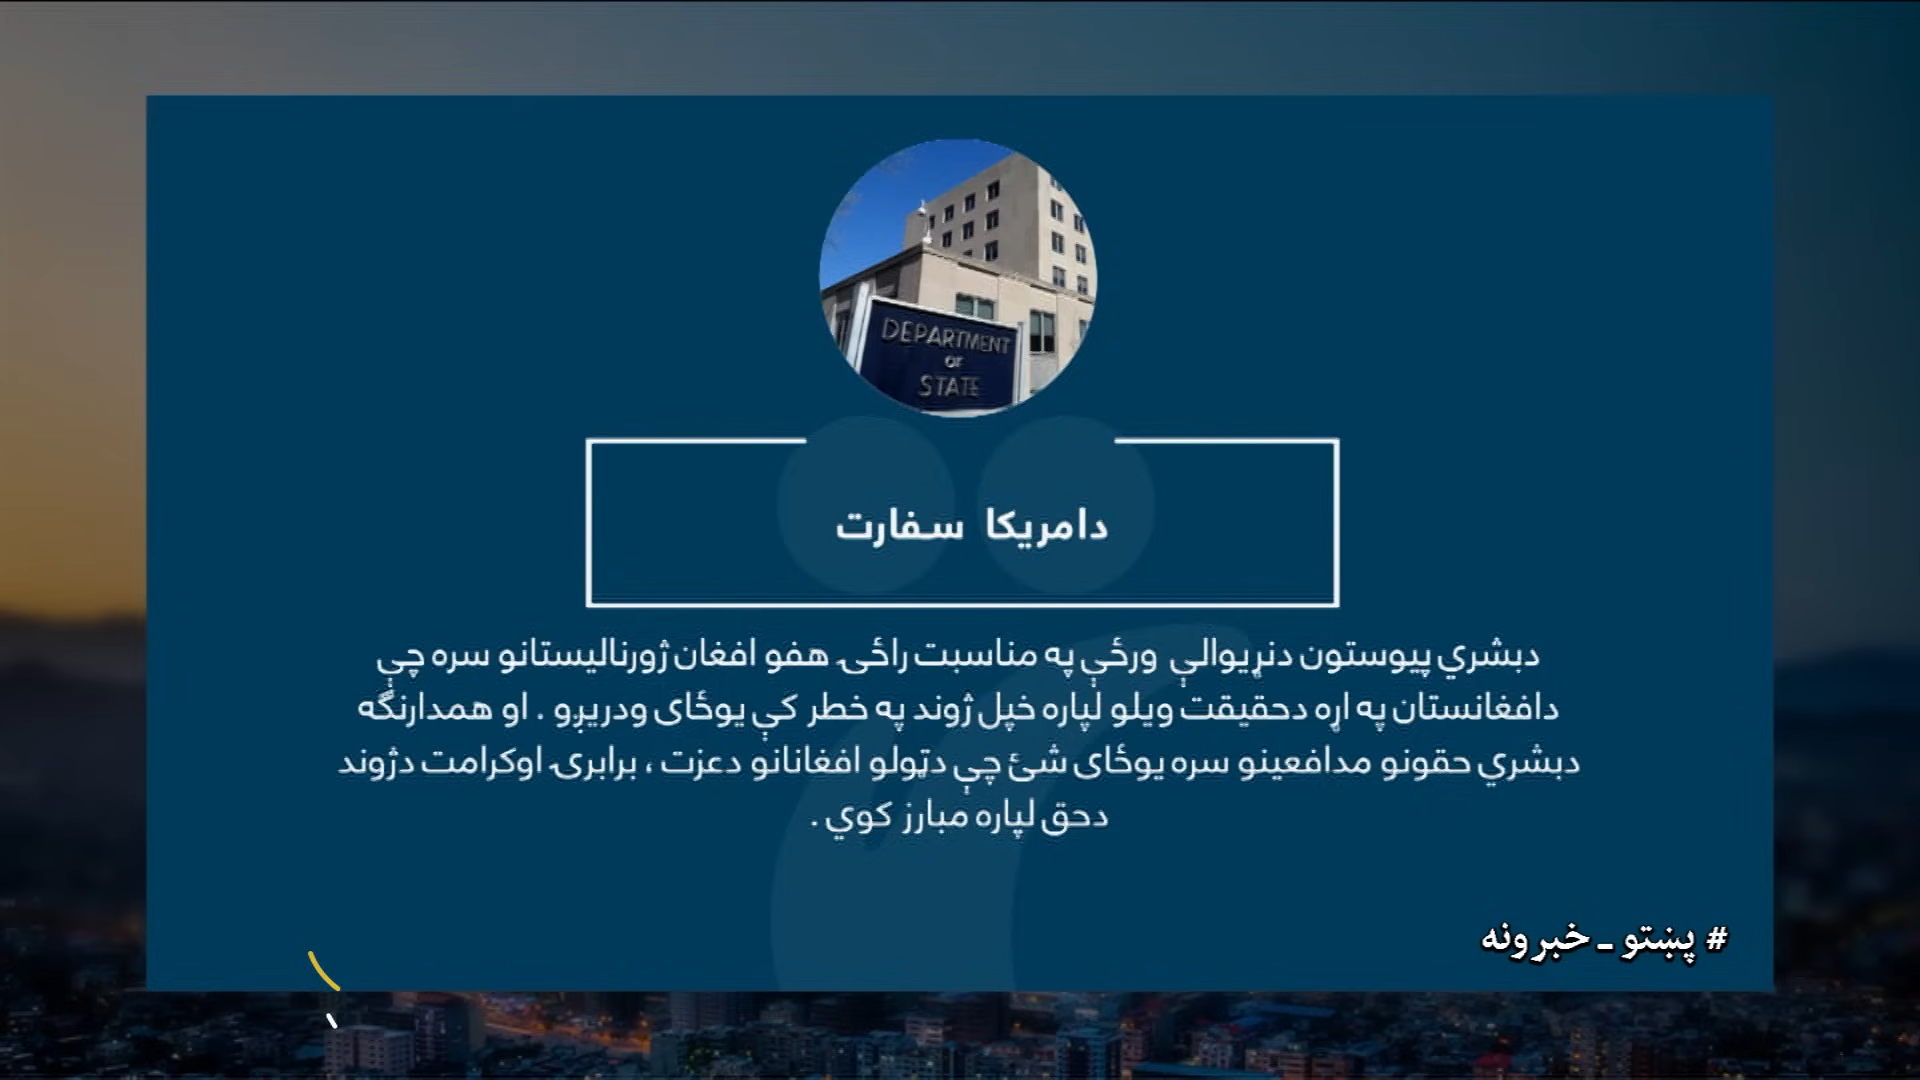 DEPARTMENT
OF
STATE
دامریکا سفارت
دبشري پیوستون دنړیوالې ورځې په مناسبت راځۍ هغو افغان ژورنالیستانو سره چې
دافغانستان په اړه دحقیقت ویلو لپاره خپل ژوند په خطر کې یوځای ودریږو . او همدارنګه
دبشري حقونو مدافعینو سره یوځای شئ چې دټولو افغانانو دعزت ، برابرۍ اوکرامت دژوند
دحق لپاره مبارز کوي .
# پښتو ـ خبرونه